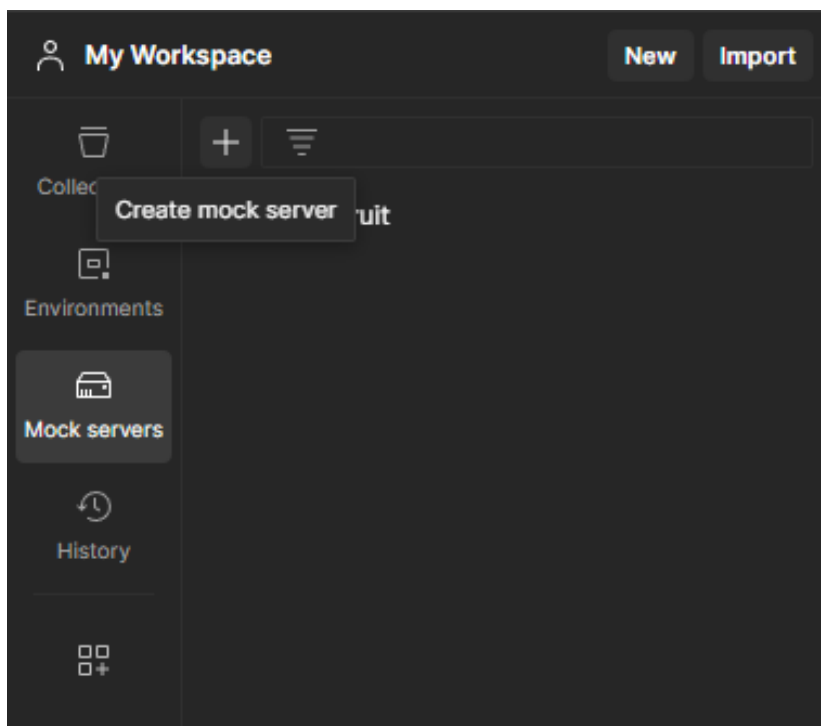 My Workspace
New
Import
Create mock server
Environments
Mock servers
History